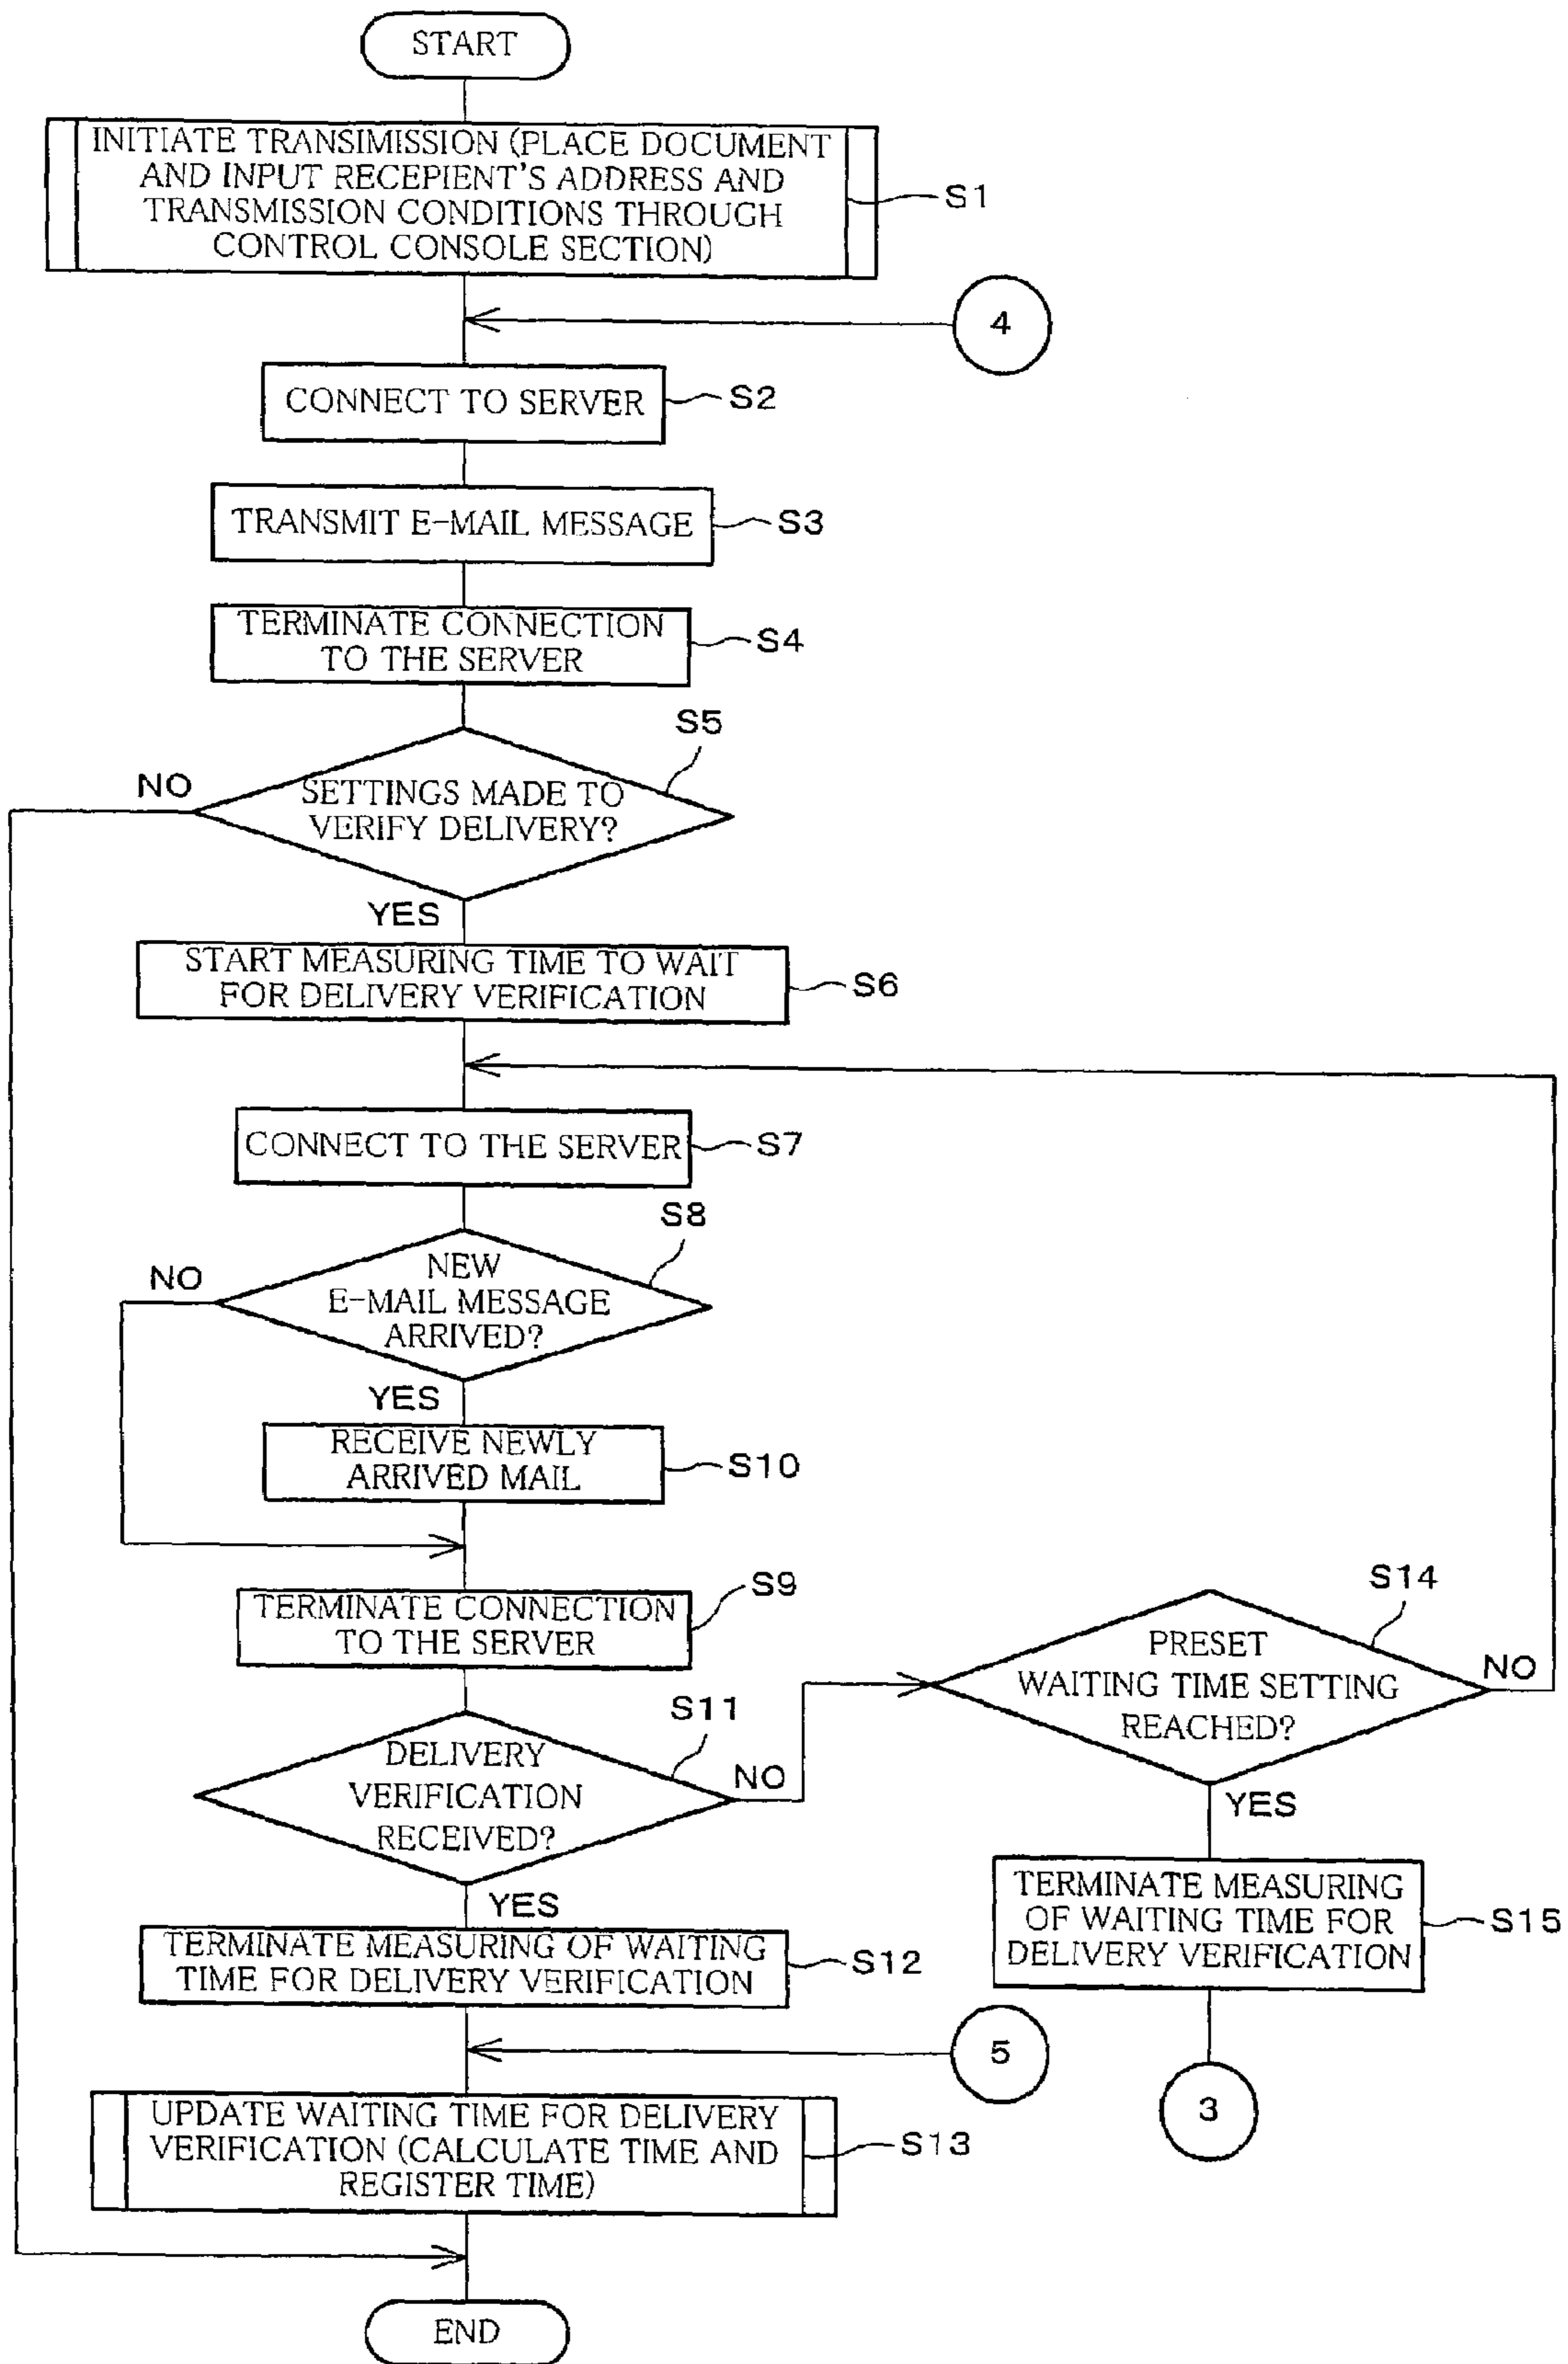 START
INITIATE TRANSIMISSION (PLACE DOCUMENT
AND INPUT RECEPIENT'S ADDRESS AND
TRANSMISSION CONDITIONS THROUGH
CONTROL CONSOLE SECTION)
S1
4
CONNECT TO SERVER
S2
TRANSMIT E-MAIL MESSAGE
S3
TERMINATE CONNECTION
TO THE SERVER
S4
S5
NO
SETTINGS MADE TO
VERIFY DELIVERY?
YES
START MEASURING TIME TO WAIT
FOR DELIVERY VERIFICATION
S6
CONNECT TO THE SERVER
S7
S8
NO
NEW
E-MAIL MESSAGE
ARRIVED?
YES
RECEIVE NEWLY
ARRIVED MAIL
S10
S9
TERMINATE CONNECTION
TO THE SERVER
S14
PRESET
WAITING TIME SETTING
REACHED?
NO
YES
S11
DELIVERY
VERIFICATION
RECEIVED?
NO
YES
TERMINATE MEASURING
OF WAITING TIME FOR
DELIVERY VERIFICATION
S15
TERMINATE MEASURING OF WAITING
TIME FOR DELIVERY VERIFICATION
S12
5
3
UPDATE WAITING TIME FOR DELIVERY
VERIFICATION (CALCULATE TIME AND
REGISTER TIME)
S13
END